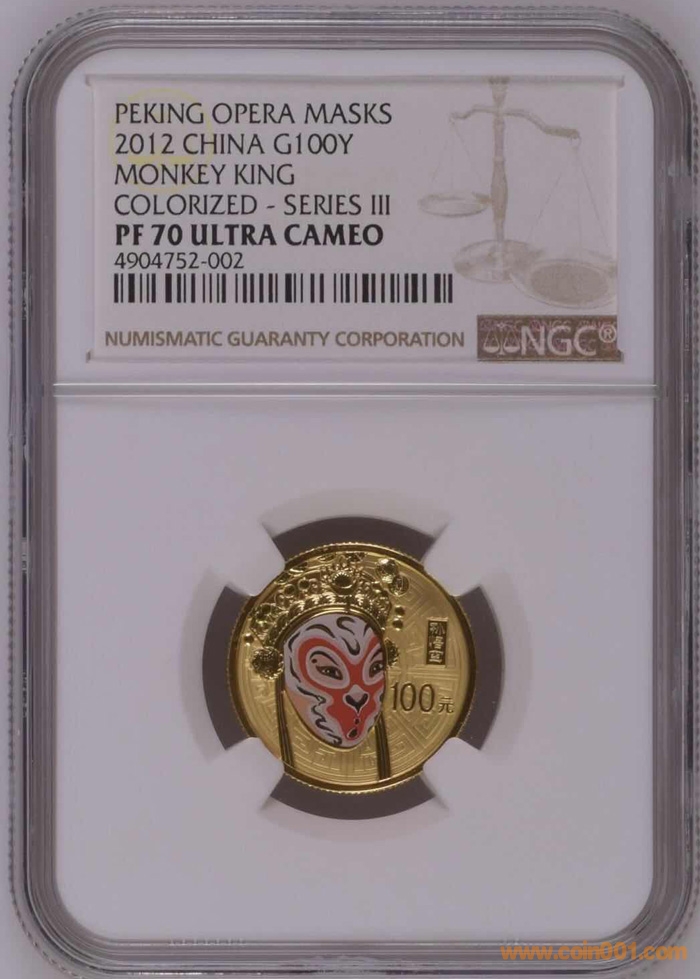 PEKING OPERA MASKS
2012 CHINA G100Y
MONKEY KING
COLORIZED - SERIES III
PF 70 ULTRA CAMEO
4904752-002
NUMISMATIC GUARANTY CORPORATION
NGC®
孙悟空
100元
www.coin001.com